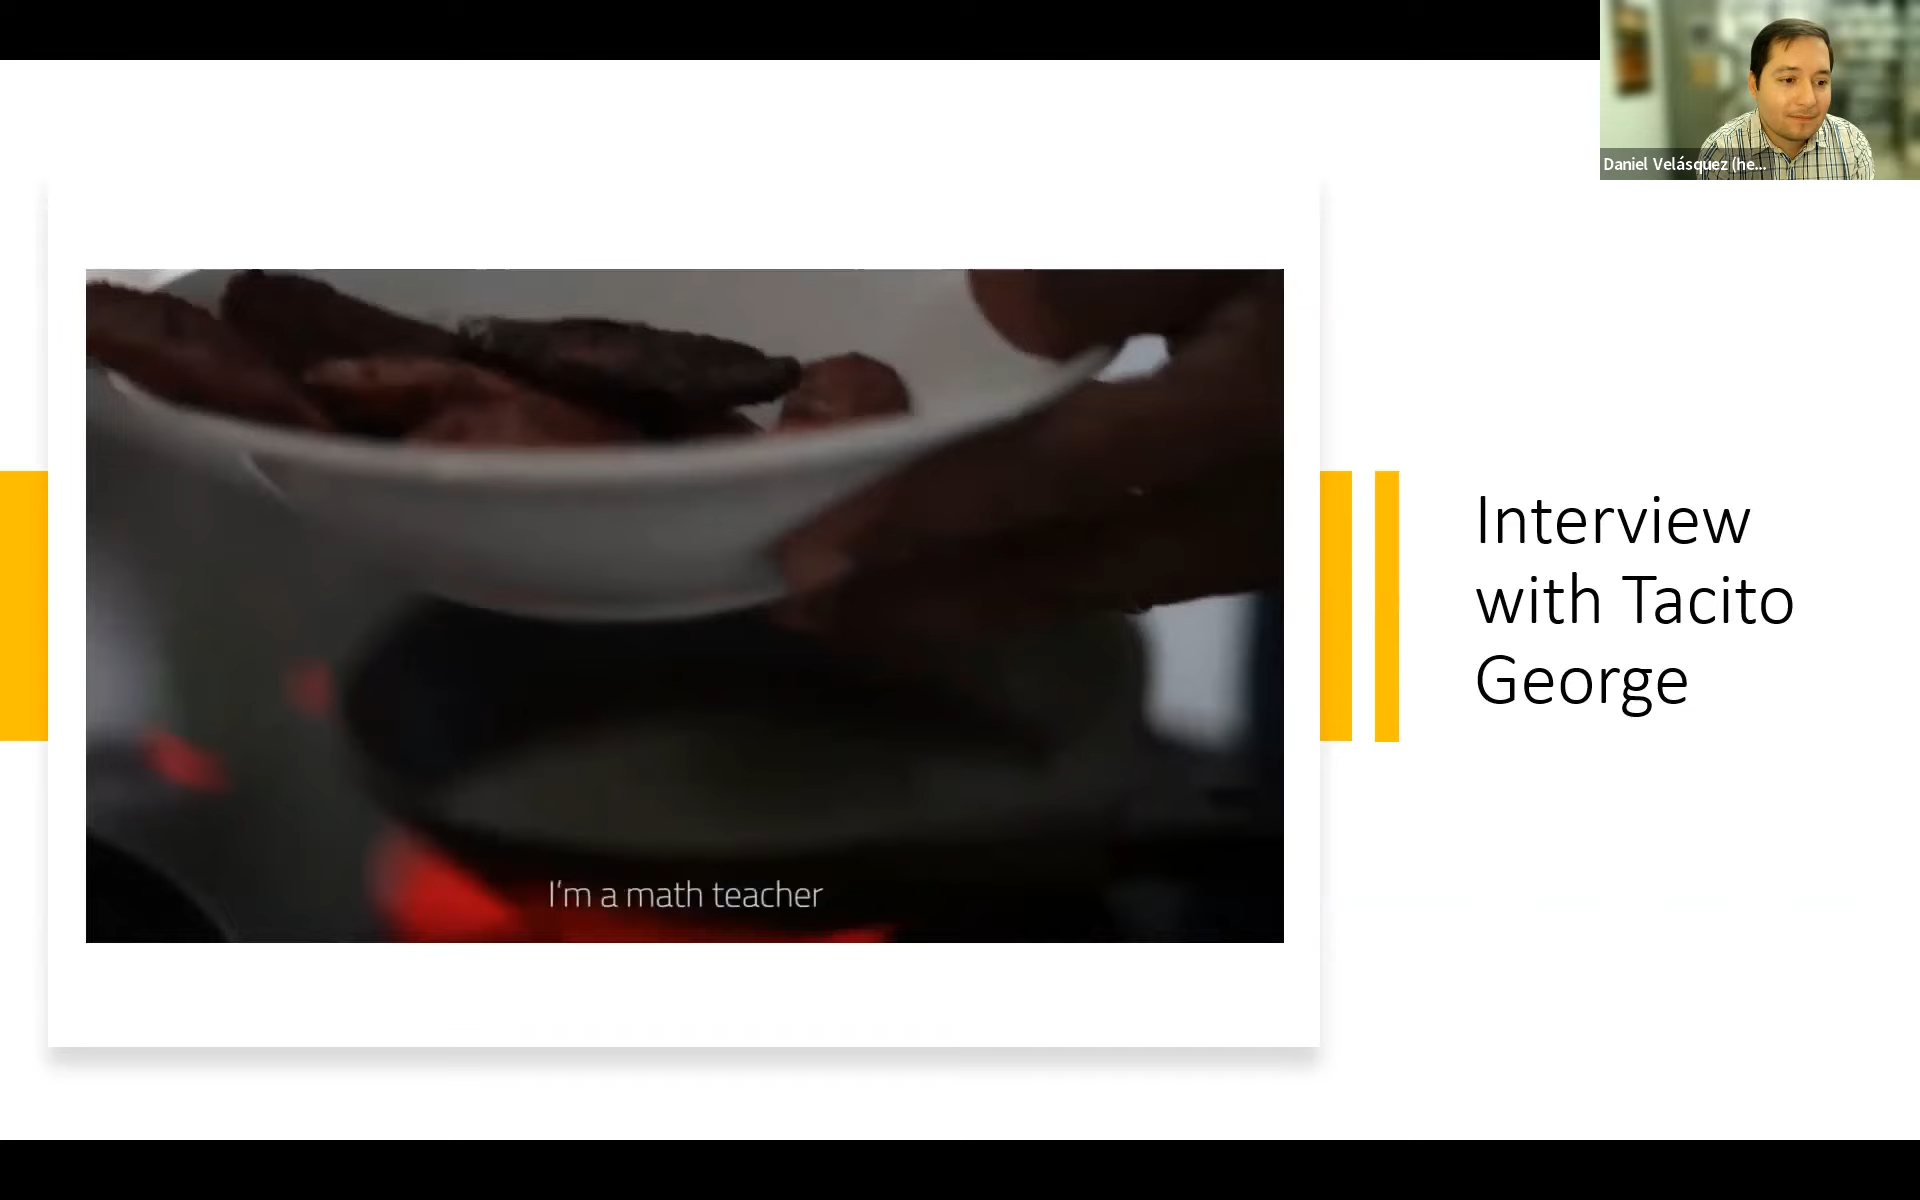 Daniel Velásquez (he...
Interview
with Tacito
George
I'm a math teacher